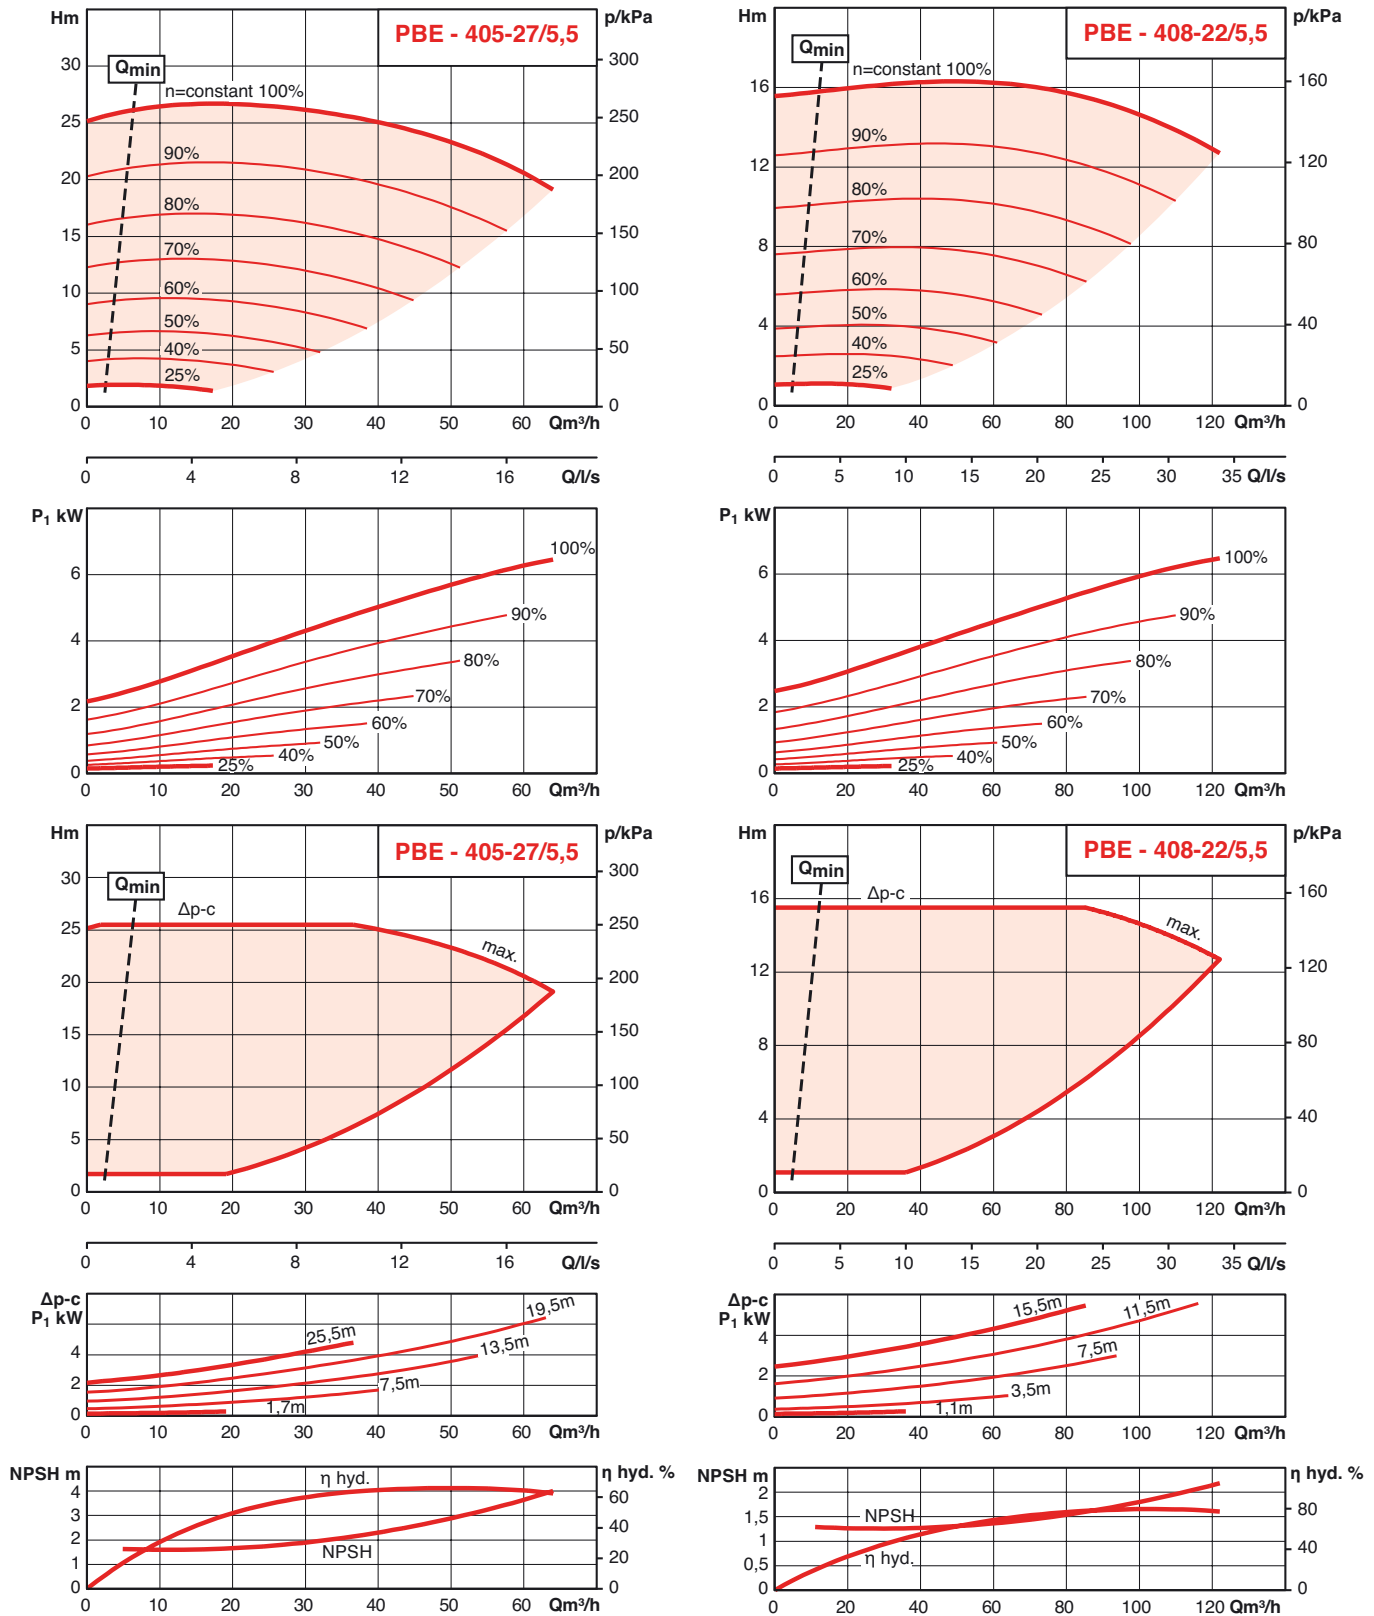 Hm
p/kPa
PBE - 405-27/5,5
Qmin
n=constant 100%
90%
80%
70%
60%
50%
40%
25%
30
25
20
15
10
5
0
300
250
200
150
100
50
0
0 10 20 30 40 50 60 Qm³/h
0 4 8 12 16 Q/l/s
P1 kW
6
4
2
0
100%
90%
80%
70%
60%
50%
40%
25%
0 10 20 30 40 50 60 Qm³/h
Hm
p/kPa
PBE - 405-27/5,5
Qmin
Δp-c
max.
30
25
20
15
10
5
0
300
250
200
150
100
50
0
0 10 20 30 40 50 60 Qm³/h
0 4 8 12 16 Q/l/s
Δp-c
P1 kW
4
2
0
25,5m
19,5m
13,5m
7,5m
1,7m
0 10 20 30 40 50 60 Qm³/h
NPSH m
η hyd. %
4
3
2
1
0
60
40
20
0
η hyd.
NPSH
0 10 20 30 40 50 60 Qm³/h
Hm
p/kPa
PBE - 408-22/5,5
Qmin
n=constant 100%
90%
80%
70%
60%
50%
40%
25%
16
12
8
4
0
160
120
80
40
0
0 20 40 60 80 100 120 Qm³/h
0 5 10 15 20 25 30 35 Q/l/s
P1 kW
6
4
2
0
100%
90%
80%
70%
60%
50%
40%
25%
0 20 40 60 80 100 120 Qm³/h
Hm
p/kPa
PBE - 408-22/5,5
Qmin
Δp-c
max.
16
12
8
4
0
160
120
80
40
0
0 20 40 60 80 100 120 Qm³/h
0 5 10 15 20 25 30 35 Q/l/s
Δp-c
P1 kW
4
2
0
15,5m
11,5m
7,5m
3,5m
1,1m
0 20 40 60 80 100 120 Qm³/h
NPSH m
η hyd. %
2
1,5
1
0,5
0
80
40
0
NPSH
η hyd.
0 20 40 60 80 100 120 Qm³/h